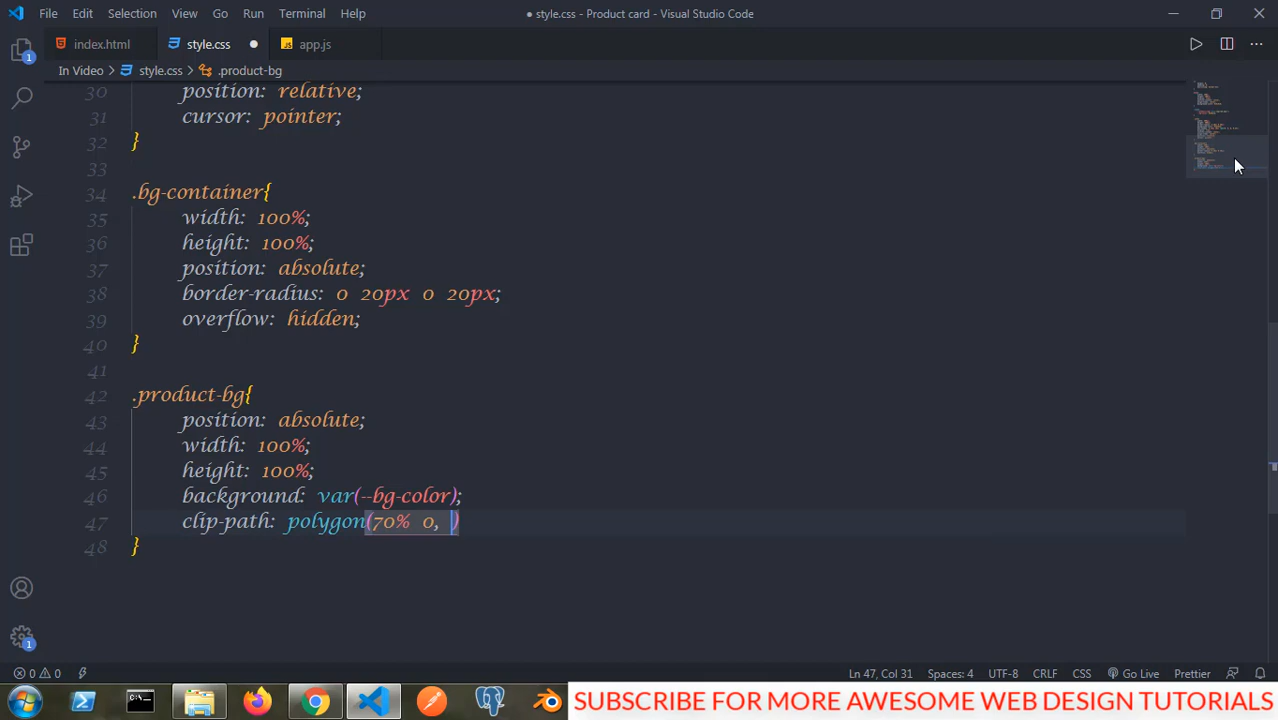 File Edit Selection View Go Run Terminal Help
● style.css - Product card - Visual Studio Code
index.html style.css ● app.js
In Video > style.css > .product-bg
30 position: relative;
31 cursor: pointer;
32 }
33
34 .bg-container{
35 width: 100%;
36 height: 100%;
37 position: absolute;
38 border-radius: 0 20px 0 20px;
39 overflow: hidden;
40 }
41
42 .product-bg{
43 position: absolute;
44 width: 100%;
45 height: 100%;
46 background: var(--bg-color);
47 clip-path: polygon(70% 0, )
48 }
1
1
0 0 Ln 47, Col 31 Spaces: 4 UTF-8 CRLF CSS Go Live Prettier
SUBSCRIBE FOR MORE AWESOME WEB DESIGN TUTORIALS